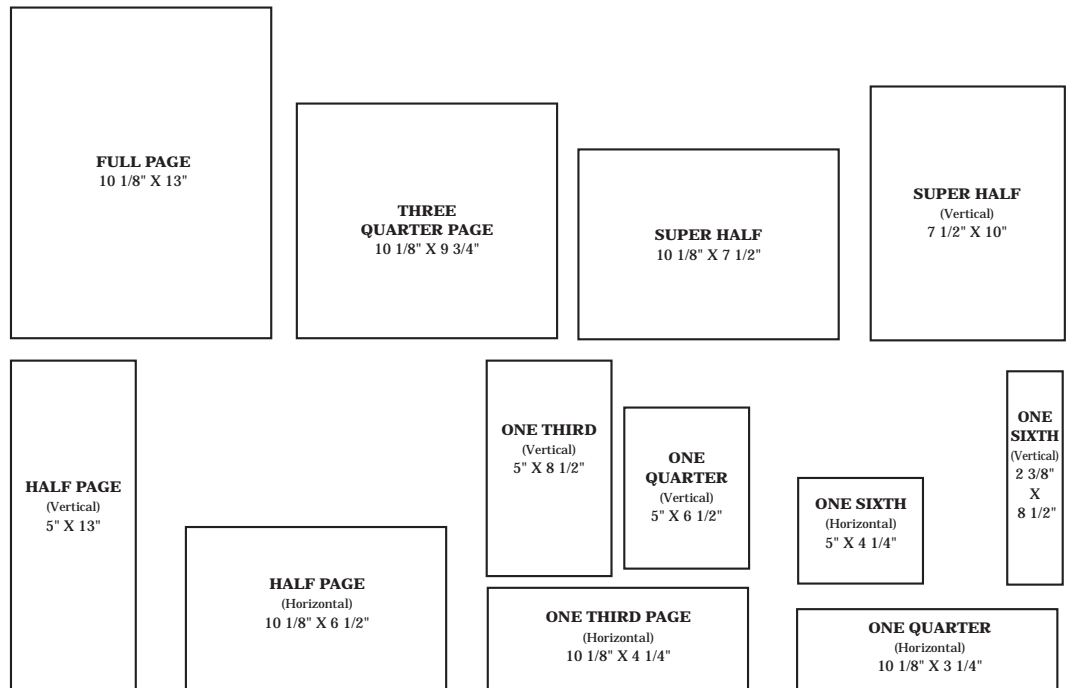 FULL PAGE
10 1/8" X 13"
THREE
QUARTER PAGE
10 1/8" X 9 3/4"
SUPER HALF
10 1/8" X 7 1/2"
SUPER HALF
(Vertical)
7 1/2" X 10"
HALF PAGE
(Vertical)
5" X 13"
HALF PAGE
(Horizontal)
10 1/8" X 6 1/2"
ONE THIRD
(Vertical)
5" X 8 1/2"
ONE
QUARTER
(Vertical)
5" X 6 1/2"
ONE THIRD PAGE
(Horizontal)
10 1/8" X 4 1/4"
ONE SIXTH
(Horizontal)
5" X 4 1/4"
ONE
SIXTH
(Vertical)
2 3/8"
X
8 1/2"
ONE QUARTER
(Horizontal)
10 1/8" X 3 1/4"